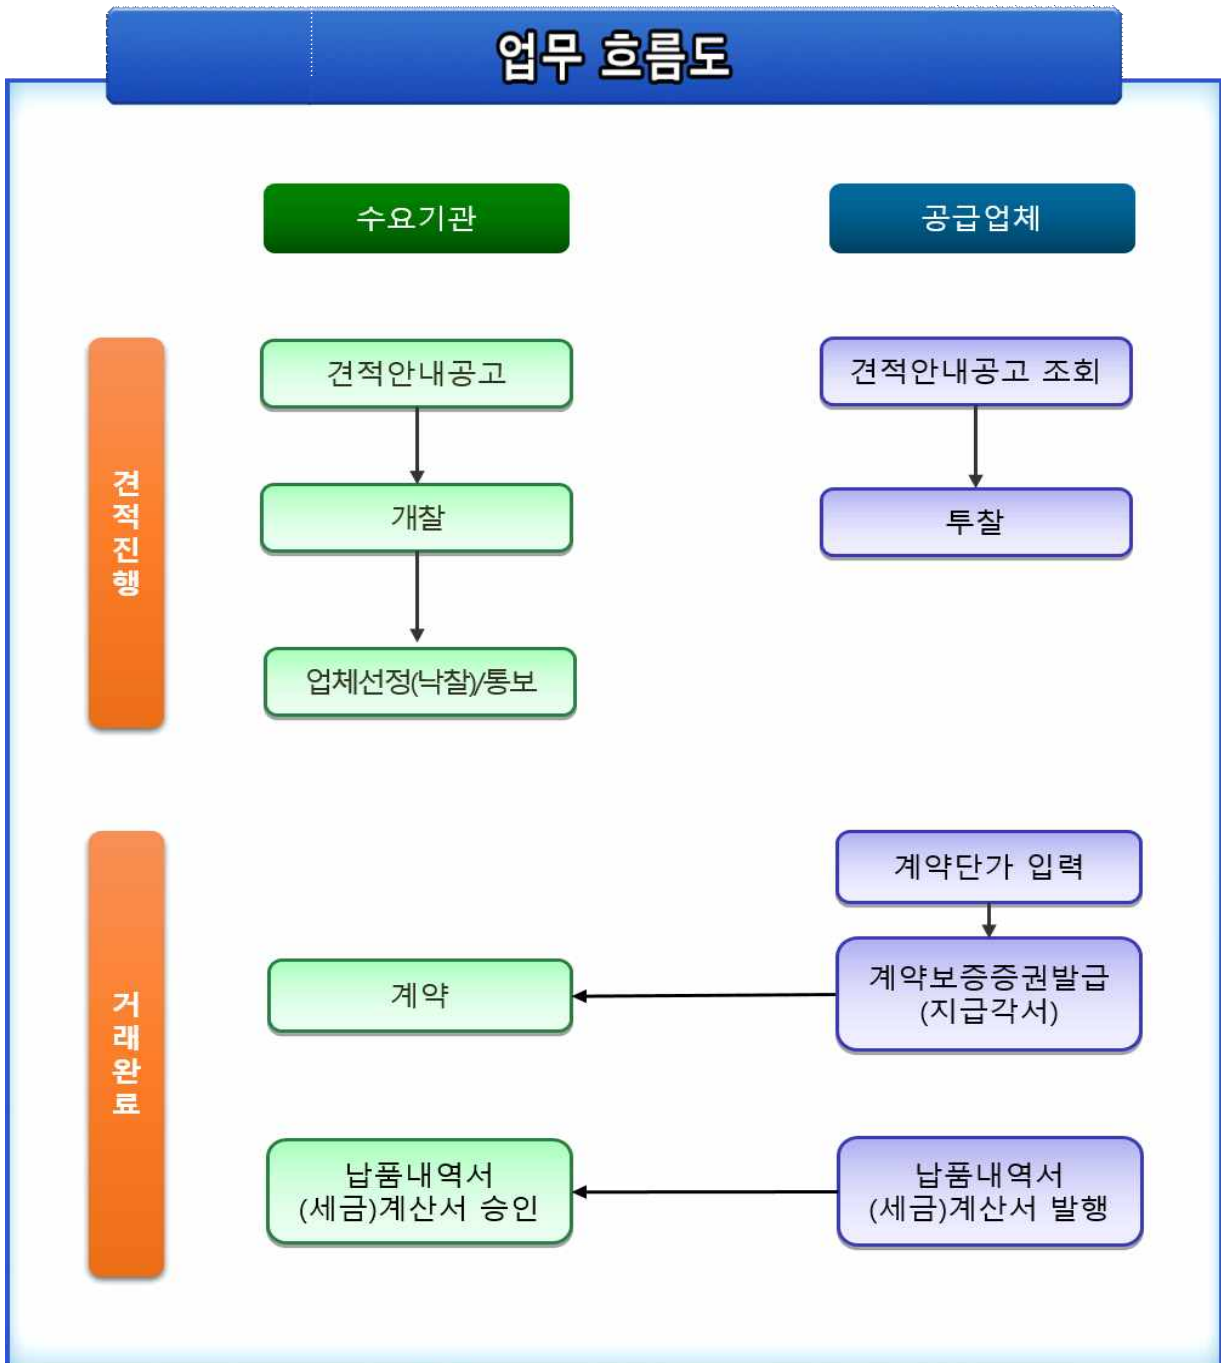 업무 흐름도
수요기관
공급업체
견적진행
견적안내공고
견적안내공고 조회
개찰
투찰
업체선정(낙찰)/통보
거래완료
계약단가 입력
계약
계약보증증권발급
(지급각서)
납품내역서
(세금)계산서 승인
납품내역서
(세금)계산서 발행